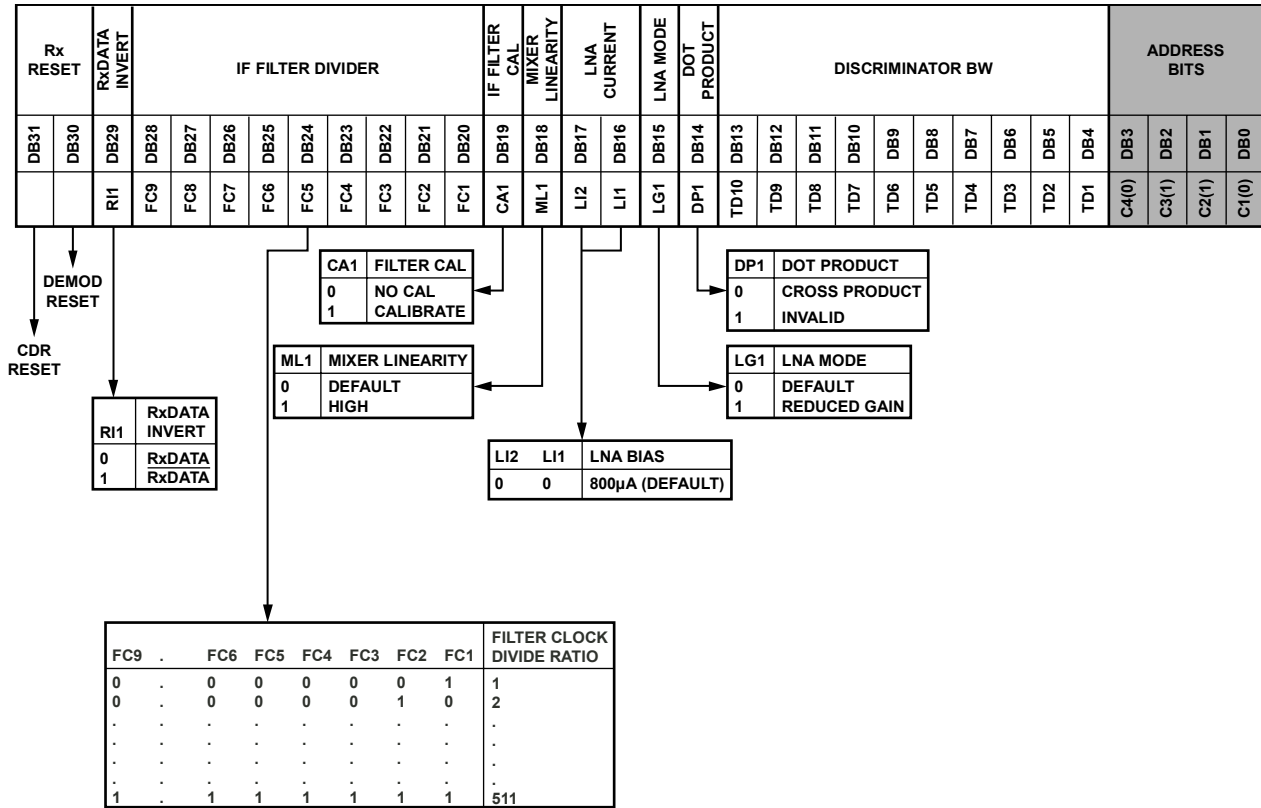 Rx RESET
RxDATA INVERT
IF FILTER DIVIDER
IF FILTER CAL
MIXER LINEARITY
LNA CURRENT
LNA MODE
DOT PRODUCT
DISCRIMINATOR BW
ADDRESS BITS
DB31 DB30 DB29 DB28 DB27 DB26 DB25 DB24 DB23 DB22 DB21 DB20 DB19 DB18 DB17 DB16 DB15 DB14 DB13 DB12 DB11 DB10 DB9 DB8 DB7 DB6 DB5 DB4 DB3 DB2 DB1 DB0
RI1 FC9 FC8 FC7 FC6 FC5 FC4 FC3 FC2 FC1 CA1 ML1 LI2 LI1 LG1 DP1 TD10 TD9 TD8 TD7 TD6 TD5 TD4 TD3 TD2 TD1 C4(0) C3(1) C2(1) C1(0)
DEMOD
RESET
CDR
RESET
CA1 FILTER CAL
0 NO CAL
1 CALIBRATE
DP1 DOT PRODUCT
0 CROSS PRODUCT
1 INVALID
ML1 MIXER LINEARITY
0 DEFAULT
1 HIGH
LG1 LNA MODE
0 DEFAULT
1 REDUCED GAIN
RI1 RxDATA INVERT
0 RxDATA
1 RxDATA
LI2 LI1 LNA BIAS
0 0 800µA (DEFAULT)
FC9 . FC6 FC5 FC4 FC3 FC2 FC1 FILTER CLOCK DIVIDE RATIO
0 . 0 0 0 0 0 1 1
0 . 0 0 0 0 1 0 2
. . . . . . . . .
. . . . . . . . .
. . . . . . . . .
. . . . . . . . .
1 . 1 1 1 1 1 1 511